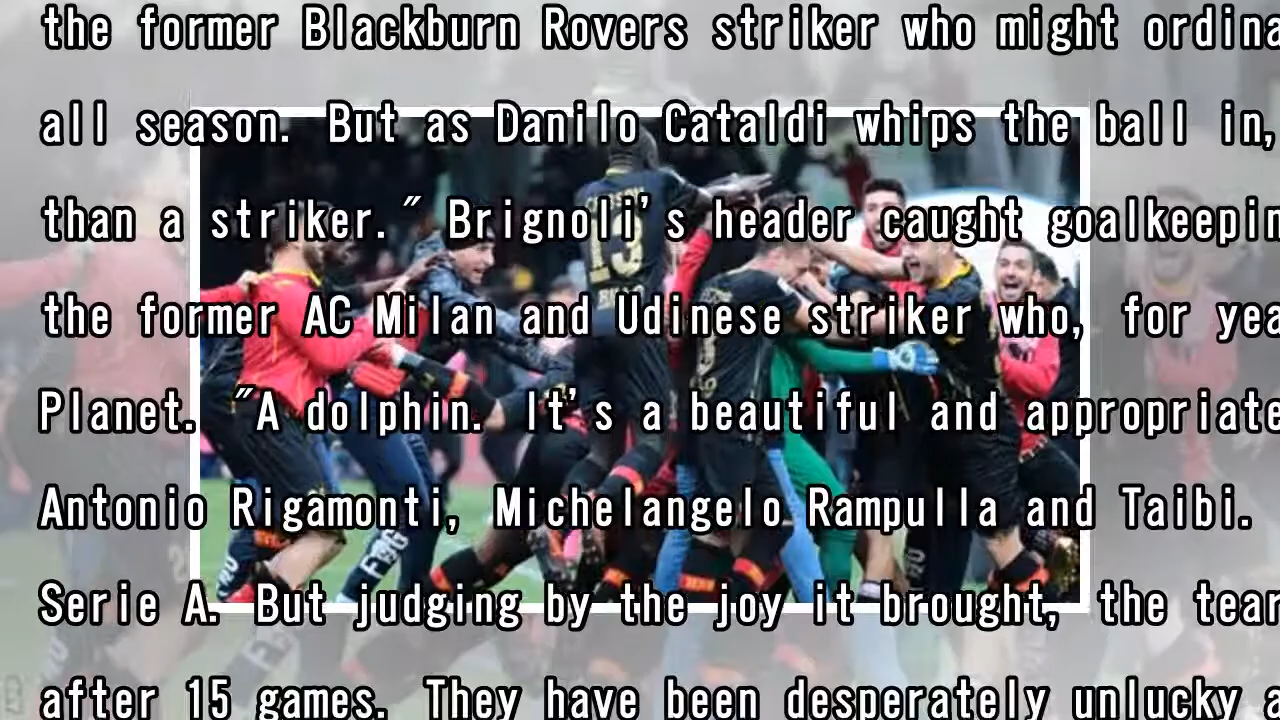 the former Blackburn Rovers striker who might ordina
all season. But as Danilo Cataldi whips the ball in,
than a striker." Brignoli's header caught goalkeepin
the former AC Milan and Udinese striker who, for yea
Planet. "A dolphin. It's a beautiful and appropriate
Antonio Rigamonti, Michelangelo Rampulla and Taibi.
Serie A. But judging by the joy it brought, the tear
after 15 games. They have been desperately unlucky a
13